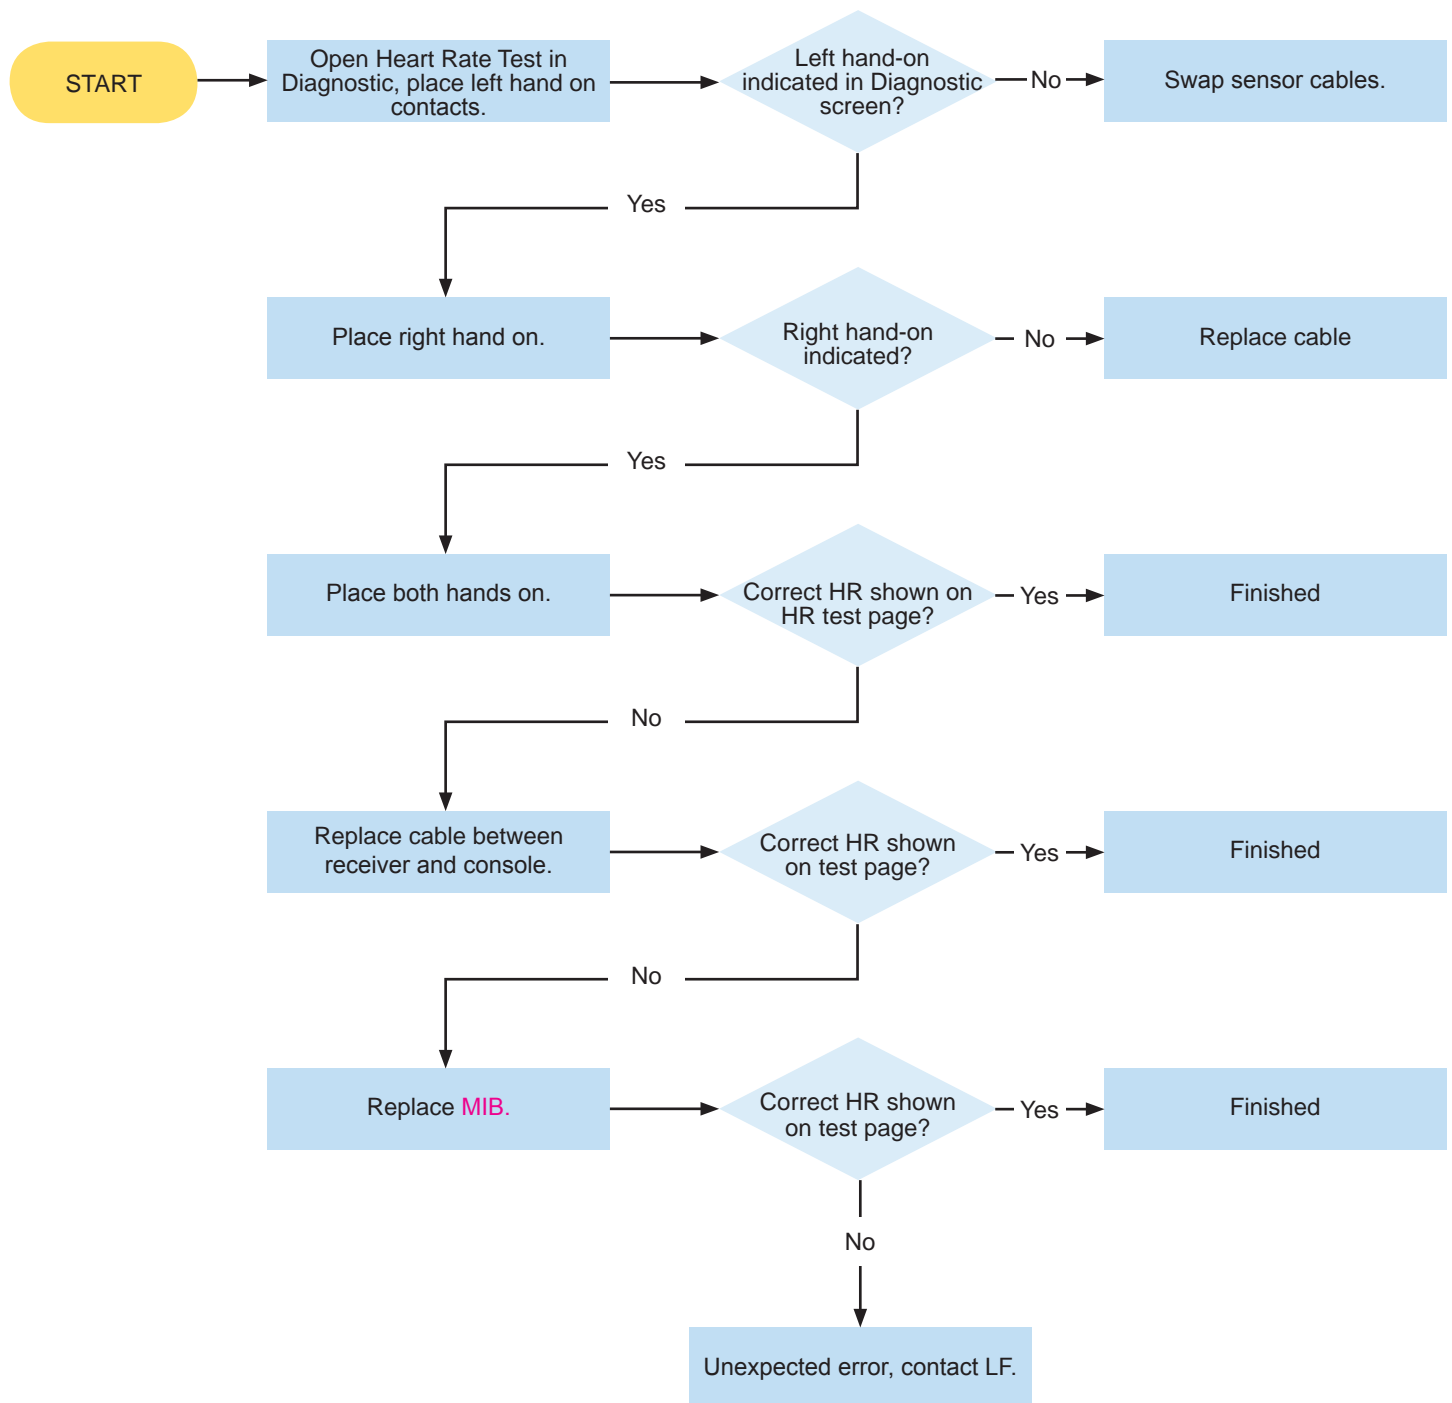 START
Open Heart Rate Test in
Diagnostic, place left hand on
contacts.
Left hand-on
indicated in Diagnostic
screen?
No
Swap sensor cables.
Yes
Place right hand on.
Right hand-on
indicated?
No
Replace cable
Yes
Place both hands on.
Correct HR shown on
HR test page?
Yes
Finished
No
Replace cable between
receiver and console.
Correct HR shown
on test page?
Yes
Finished
No
Replace MIB.
Correct HR shown
on test page?
Yes
Finished
No
Unexpected error, contact LF.